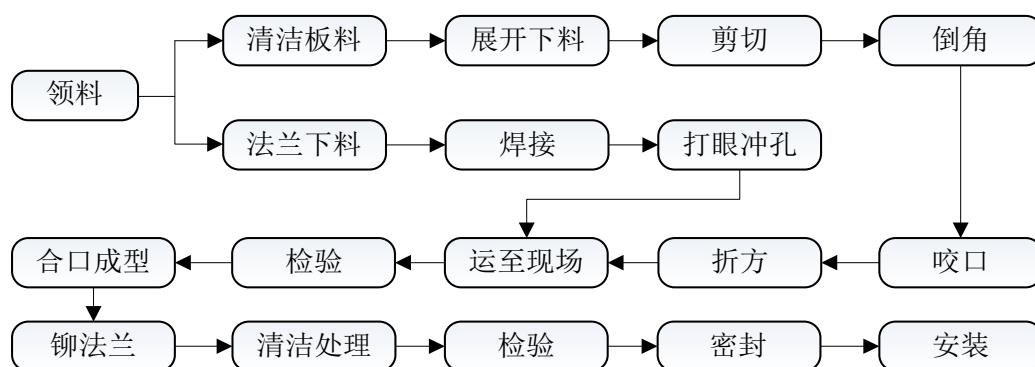 清洁板料
展开下料
剪切
倒角
领料
法兰下料
焊接
打眼冲孔
合口成型
检验
运至现场
折方
咬口
铆法兰
清洁处理
检验
密封
安装